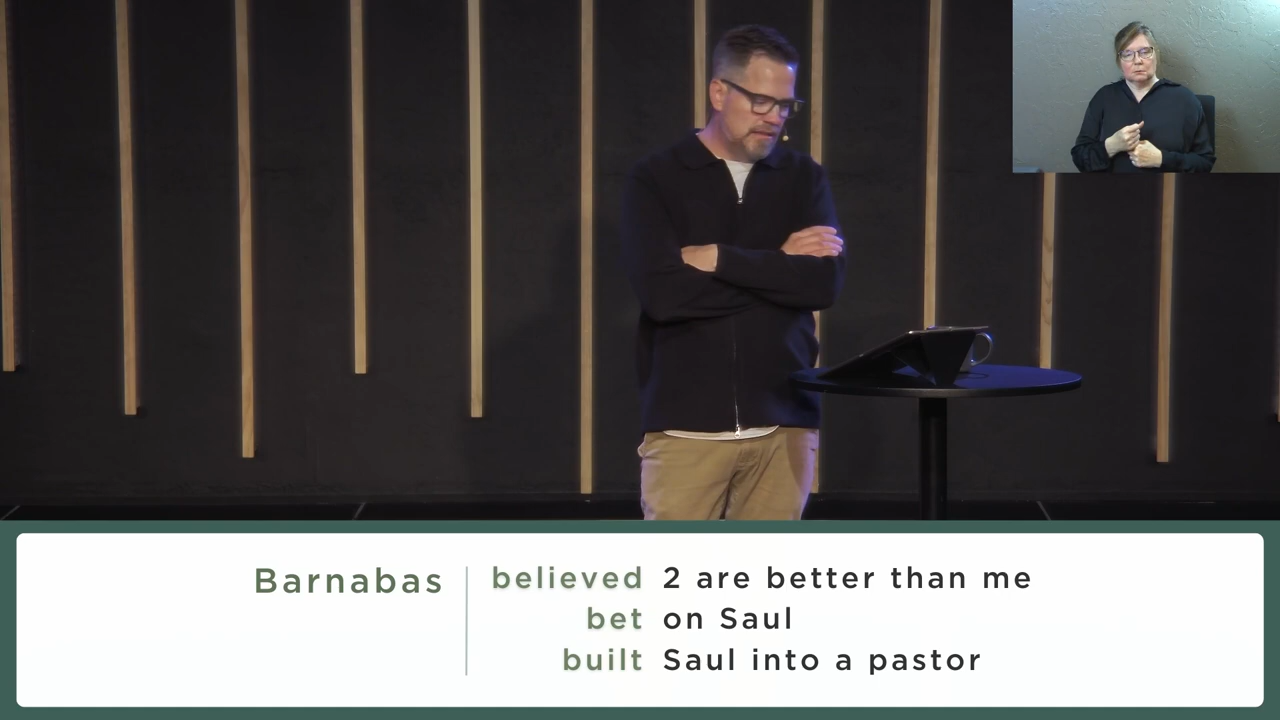 Barnabas
believed 2 are better than me
bet on Saul
built Saul into a pastor